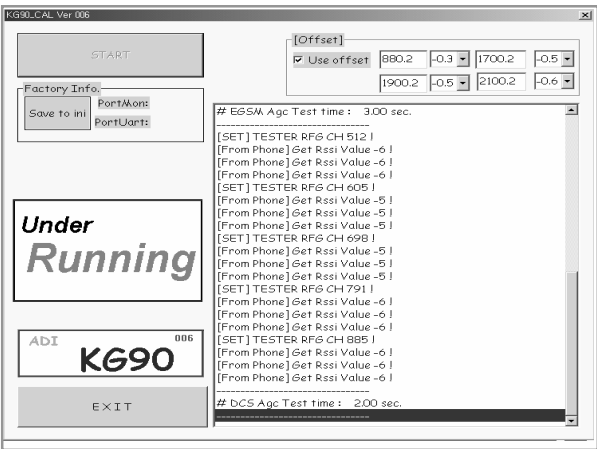 KG90_CAL Ver 006
START
[Offset]
Use offset 880.2 -0.3 1700.2 -0.5
1900.2 -0.5 2100.2 -0.6
Factory Info.
Save to ini
PortMon:
PortUart:
# EGSM Agc Test time : 3.00 sec.
--------------------------------
[SET] TESTER RFG CH 512 !
[From Phone] Get Rssi Value -6 !
[From Phone] Get Rssi Value -6 !
[From Phone] Get Rssi Value -6 !
[SET] TESTER RFG CH 605 !
[From Phone] Get Rssi Value -5 !
[From Phone] Get Rssi Value -5 !
[From Phone] Get Rssi Value -5 !
[SET] TESTER RFG CH 698 !
[From Phone] Get Rssi Value -5 !
[From Phone] Get Rssi Value -5 !
[From Phone] Get Rssi Value -5 !
[SET] TESTER RFG CH 791 !
[From Phone] Get Rssi Value -6 !
[From Phone] Get Rssi Value -6 !
[From Phone] Get Rssi Value -6 !
[SET] TESTER RFG CH 885 !
[From Phone] Get Rssi Value -6 !
[From Phone] Get Rssi Value -6 !
[From Phone] Get Rssi Value -6 !
--------------------------------
# DCS Agc Test time : 2.00 sec.
--------------------------------
Under
Running
ADI 006
KG90
EXIT